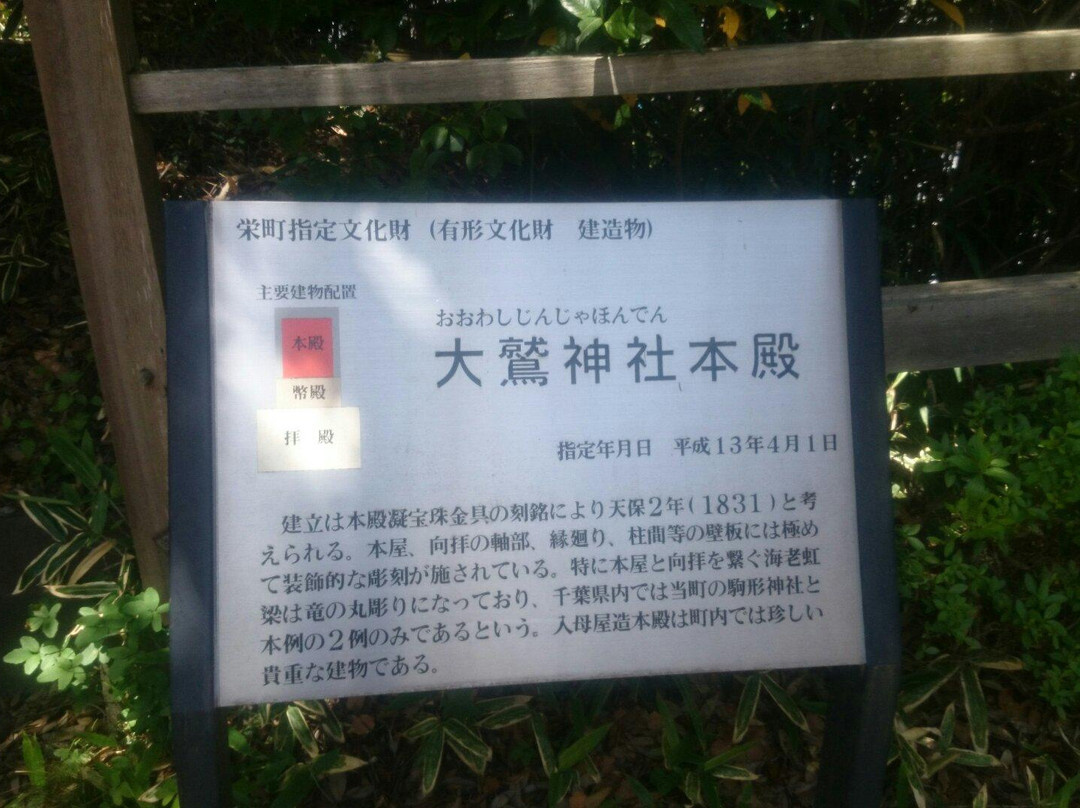 栄町指定文化財（有形文化財　建造物）
主要建物配置
本殿
幣殿
拝　殿
おおわしじんじゃほんでん
大鷲神社本殿
指定年月日　平成13年4月1日
建立は本殿凝宝珠金具の刻銘により天保2年(1831)と考
えられる。本屋、向拝の軸部、縁廻り、柱間等の壁板には極め
て装飾的な彫刻が施されている。特に本屋と向拝を繋ぐ海老虹
梁は竜の丸彫りになっており、千葉県内では当町の駒形神社と
本例の2例のみであるという。入母屋造本殿は町内では珍しい
貴重な建物である。